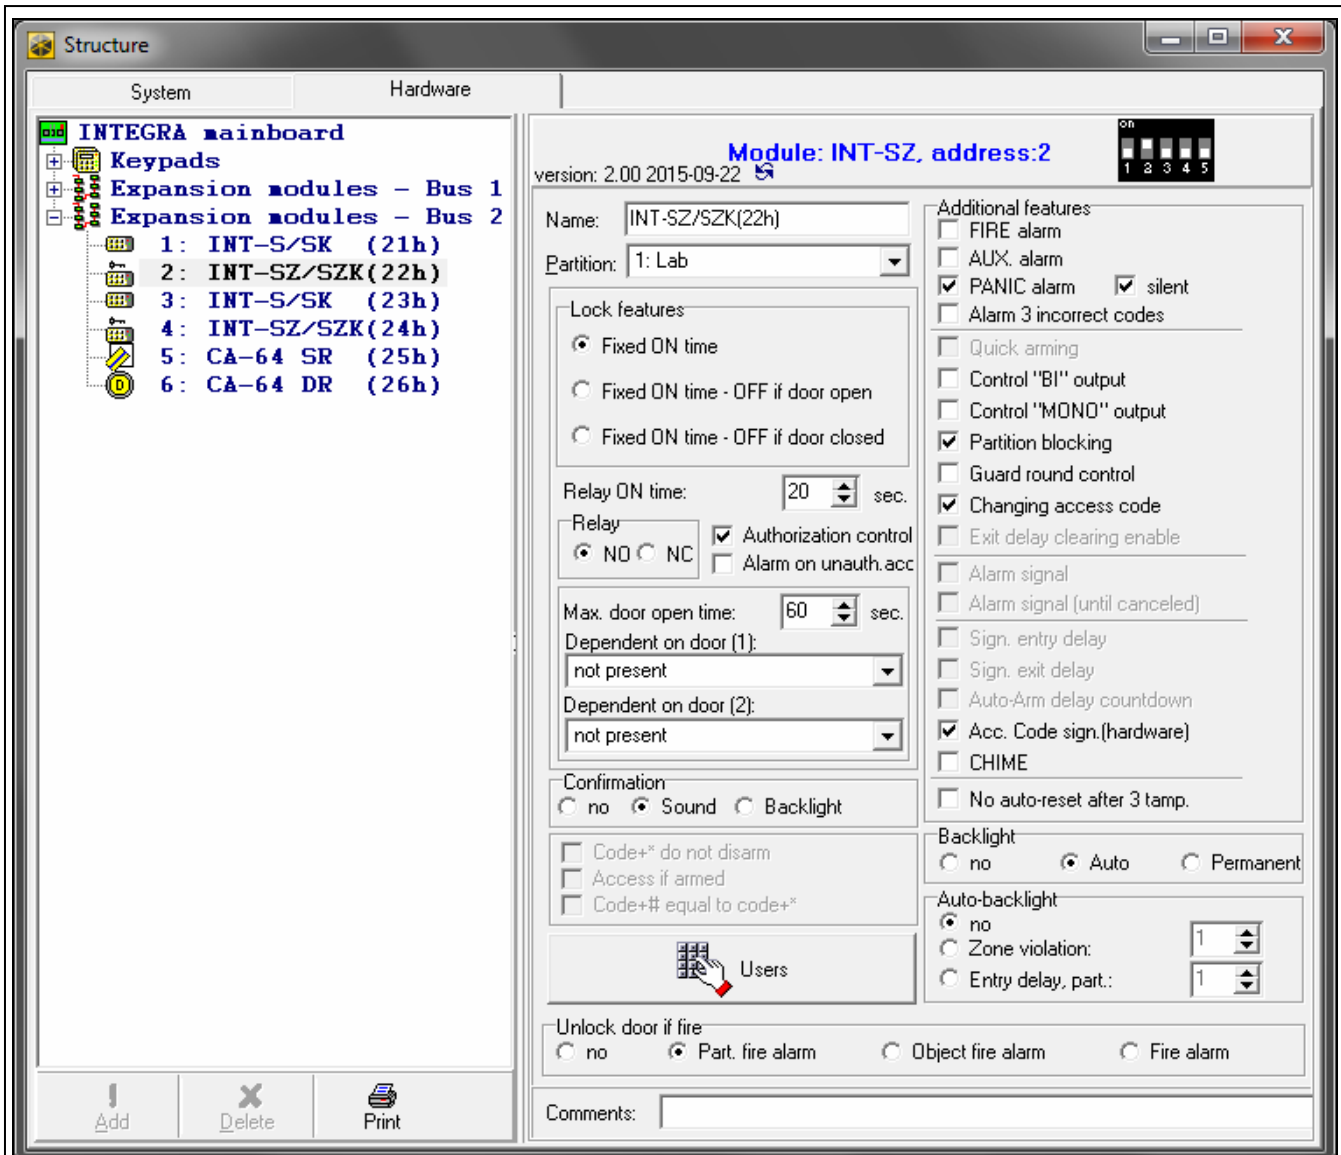 Structure
System Hardware
INTEGRA mainboard
Keypads
Expansion modules - Bus 1
Expansion modules - Bus 2
1: INT-S/SK (21h)
2: INT-SZ/SZK(22h)
3: INT-S/SK (23h)
4: INT-SZ/SZK(24h)
5: CA-64 SR (25h)
6: CA-64 DR (26h)
Add Delete Print
Module: INT-SZ, address:2
version: 2.00 2015-09-22
on
1 2 3 4 5
Name: INT-SZ/SZK(22h)
Partition: 1: Lab
Lock features
Fixed ON time
Fixed ON time - OFF if door open
Fixed ON time - OFF if door closed
Relay ON time: 20 sec.
Relay
NO NC
Authorization control
Alarm on unauth.acc
Max. door open time: 60 sec.
Dependent on door (1):
not present
Dependent on door (2):
not present
Confirmation
no Sound Backlight
Code+* do not disarm
Access if armed
Code+# equal to code+*
Users
Additional features
FIRE alarm
AUX. alarm
PANIC alarm silent
Alarm 3 incorrect codes
Quick arming
Control "BI" output
Control "MONO" output
Partition blocking
Guard round control
Changing access code
Exit delay clearing enable
Alarm signal
Alarm signal (until canceled)
Sign. entry delay
Sign. exit delay
Auto-Arm delay countdown
Acc. Code sign.(hardware)
CHIME
No auto-reset after 3 tamp.
Backlight
no Auto Permanent
Auto-backlight
no
Zone violation: 1
Entry delay, part.: 1
Unlock door if fire
no Part. fire alarm Object fire alarm Fire alarm
Comments: